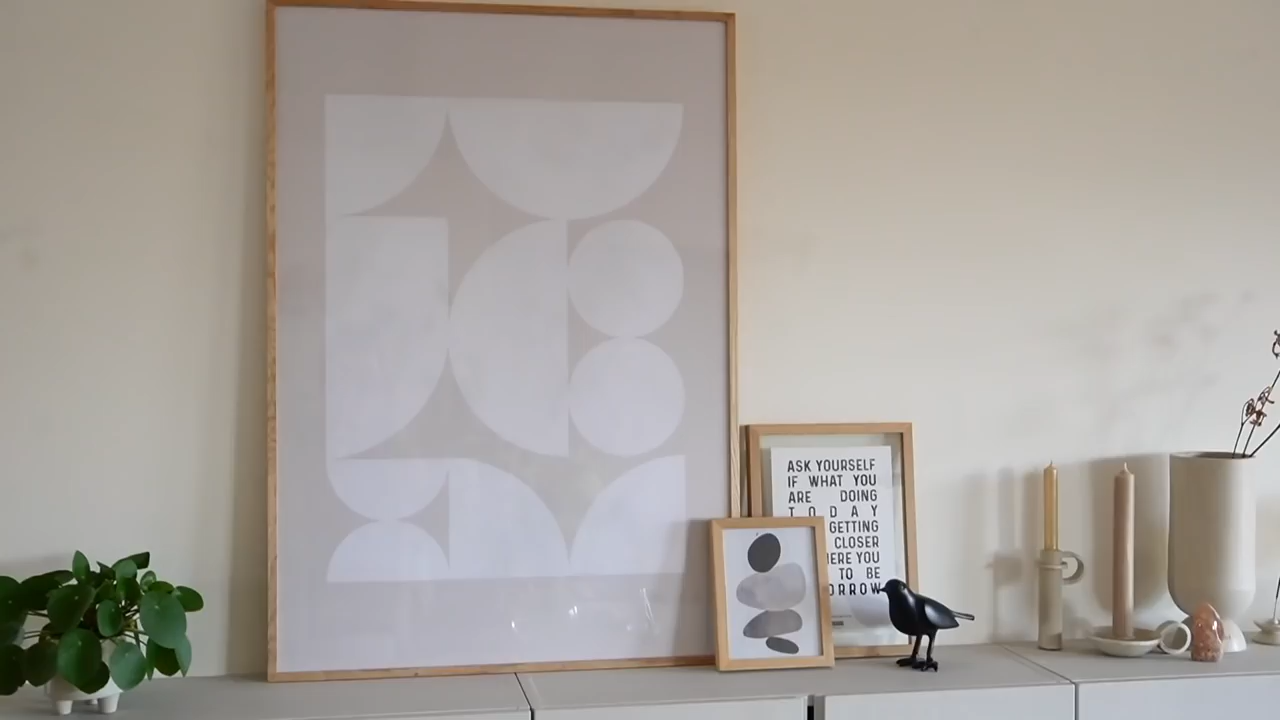 ASK YOURSELF
IF WHAT YOU
ARE DOING
TODAY
GETTING
CLOSER
YOU
TO BE